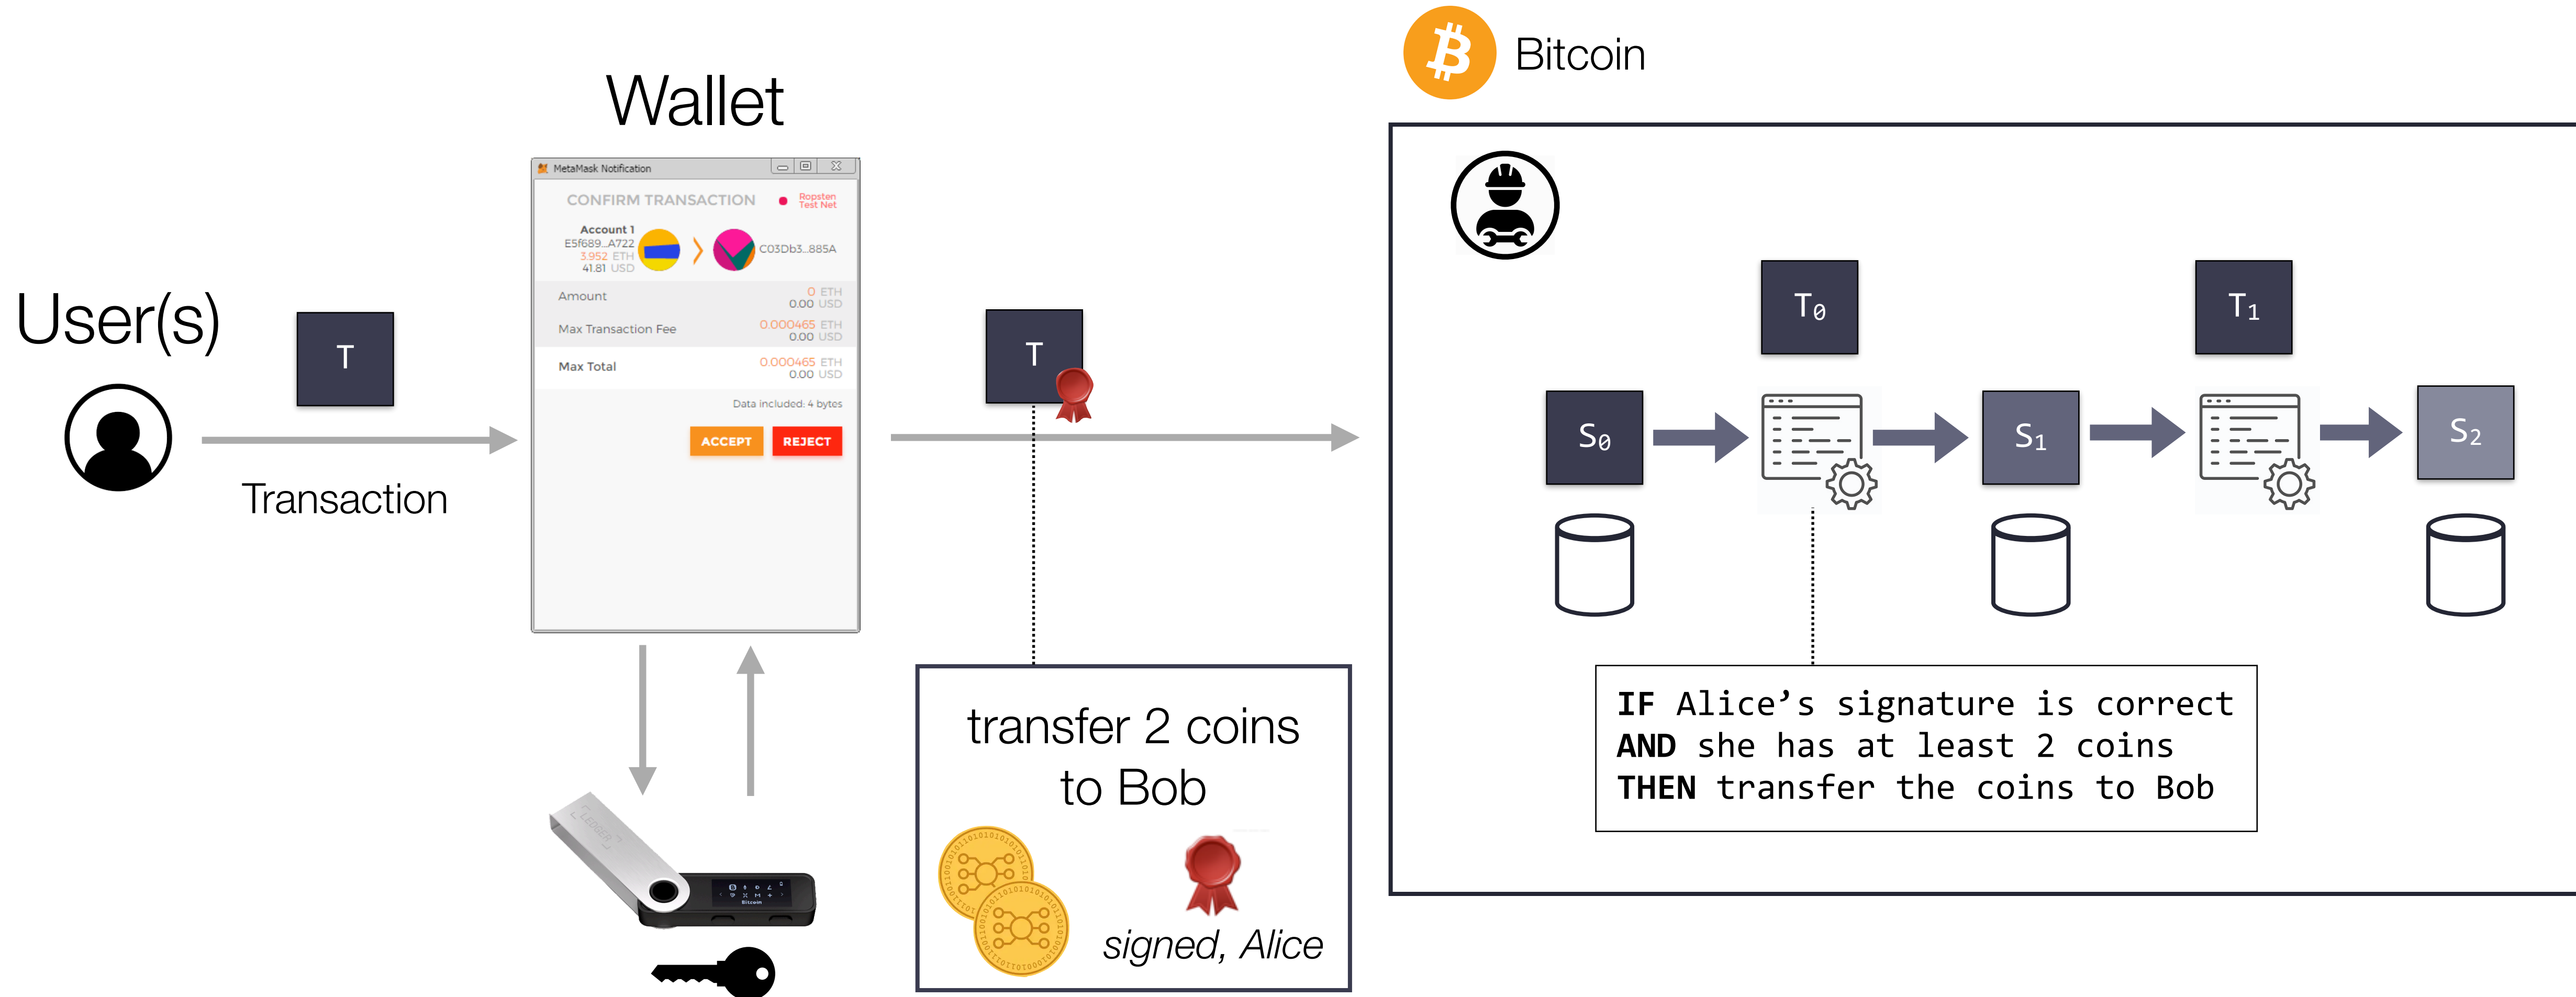 Bitcoin
Wallet
MetaMask Notification
CONFIRM TRANSACTION
Ropsten
Test Net
Account 1
E5f689...A722
3.952 ETH
41.81 USD
C03Db3...885A
Amount
0 ETH
0.00 USD
Max Transaction Fee
0.000465 ETH
0.00 USD
Max Total
0.000465 ETH
0.00 USD
Data included: 4 bytes
ACCEPT REJECT
User(s)
T
Transaction
T
T₀
T₁
S₀
S₁
S₂
transfer 2 coins
to Bob
signed, Alice
IF Alice’s signature is correct
AND she has at least 2 coins
THEN transfer the coins to Bob
LEDGER
Bitcoin